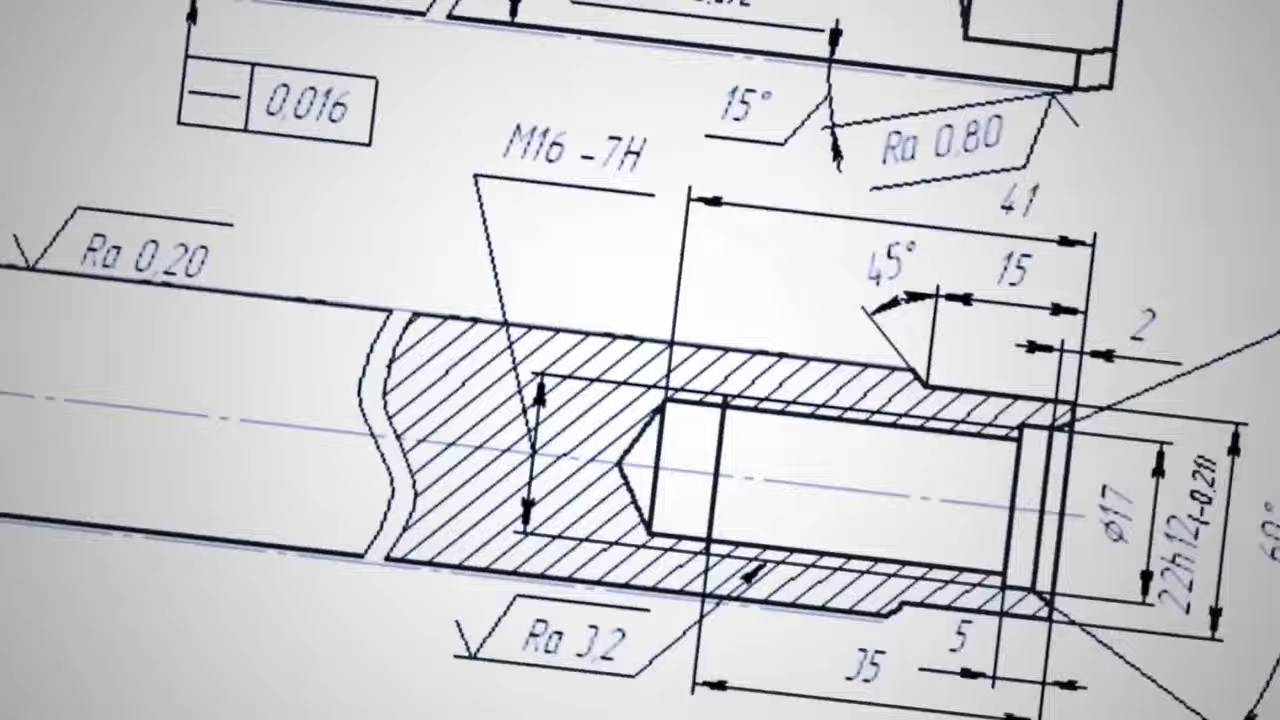 0,016
15°
Ra 0,80
M16 -7H
41
Ra 0,20
45°
15
2
Ø17
22h12(-0,21)
60°
Ra 3,2
5
35